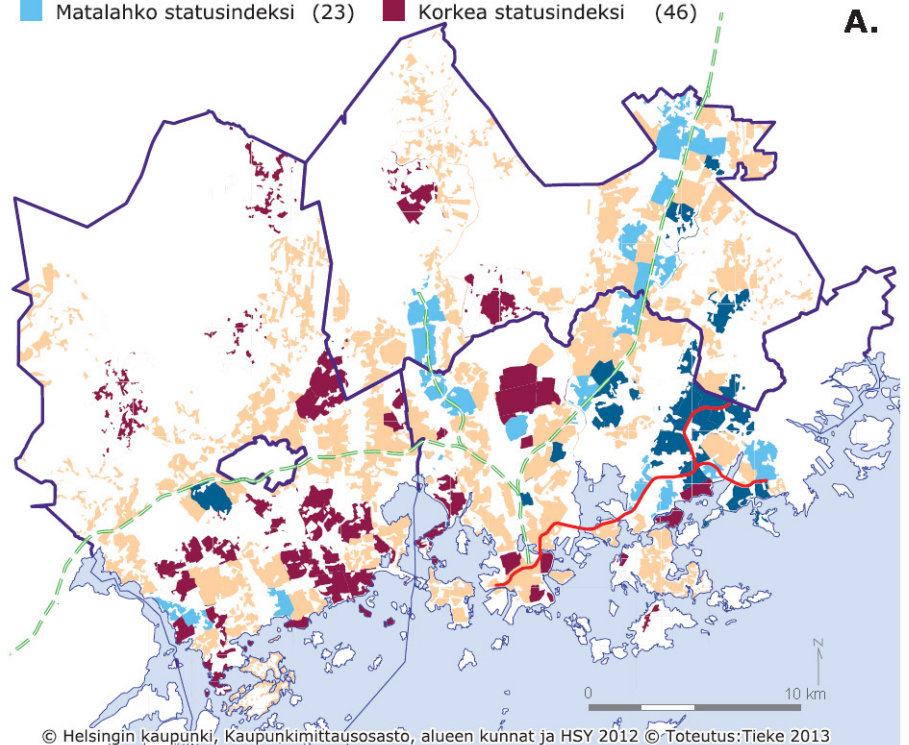 Matalahko statusindeksi (23) Korkea statusindeksi (46)
A.
N
0 10 km
© Helsingin kaupunki, Kaupunkimittausosasto, alueen kunnat ja HSY 2012 © Toteutus:Tieke 2013